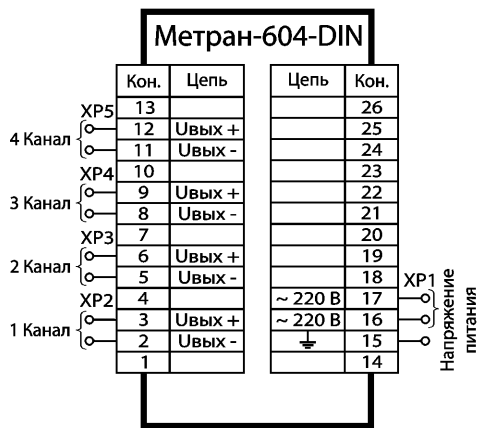 Метран-604-DIN
Кон. Цепь Цепь Кон.
XP5 13 26
4 Канал 12 Uвых + 25
11 Uвых - 24
XP4 10 23
3 Канал 9 Uвых + 22
8 Uвых - 21
XP3 7 20
2 Канал 6 Uвых + 19
5 Uвых - 18 XP1
XP2 4 ~ 220 В 17
1 Канал 3 Uвых + ~ 220 В 16
2 Uвых - 15
1 14
Напряжение
питания